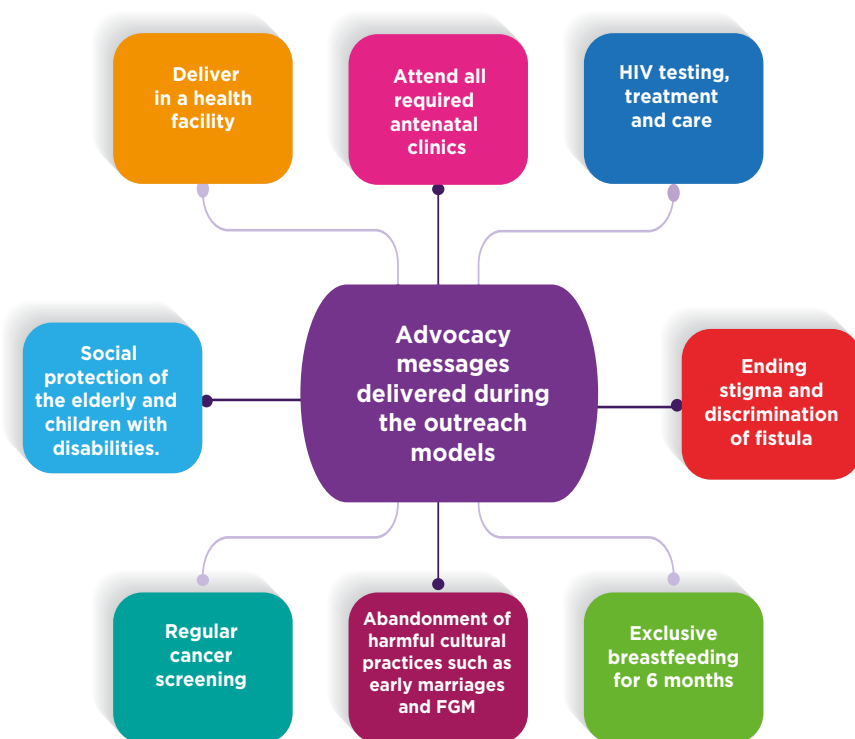 Deliver
in a health
facility
Attend all
required
antenatal
clinics
HIV testing,
treatment
and care
Social
protection of
the elderly and
children with
disabilities.
Advocacy
messages
delivered during
the outreach
models
Ending
stigma and
discrimination
of fistula
Regular
cancer
screening
Abandonment of
harmful cultural
practices such as
early marriages
and FGM
Exclusive
breastfeeding
for 6 months